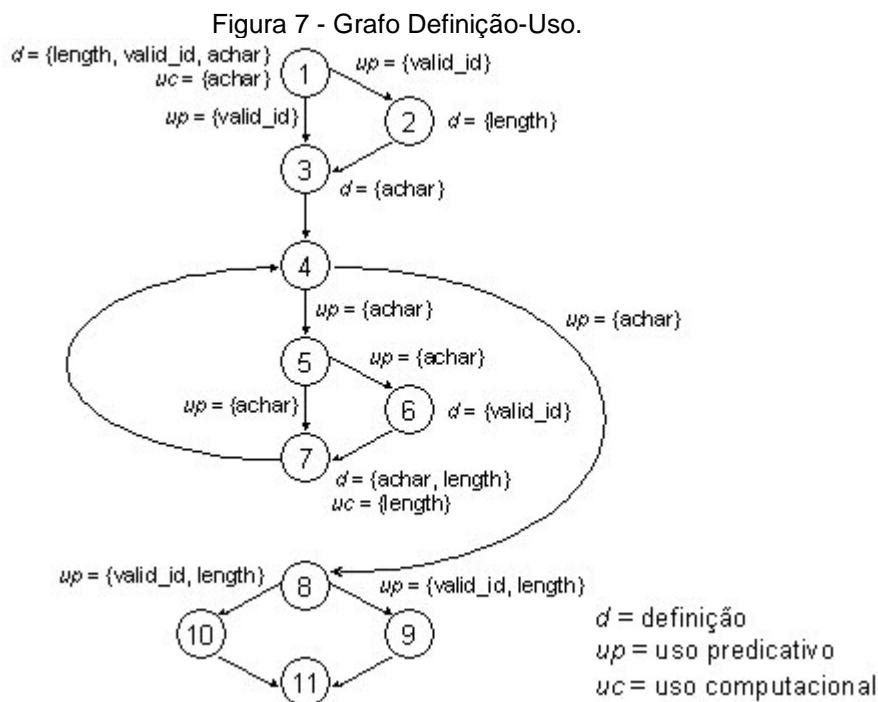 Figura 7 - Grafo Definição-Uso.
d = {length, valid_id, achar}
uc = {achar}
1
up = {valid_id}
up = {valid_id}
2
d = {length}
3
d = {achar}
4
up = {achar}
up = {achar}
5
up = {achar}
up = {achar}
6
d = {valid_id}
7
d = {achar, length}
uc = {length}
up = {valid_id, length}
8
up = {valid_id, length}
10
9
11
d = definição
up = uso predicativo
uc = uso computacional